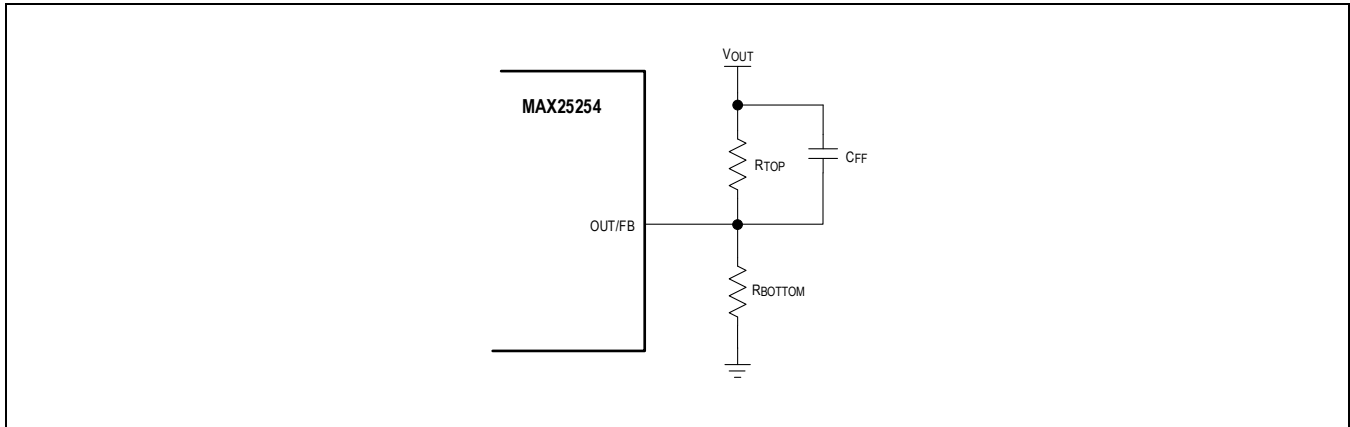 VOUT
MAX25254
RTOP
CFF
OUT/FB
RBOTTOM